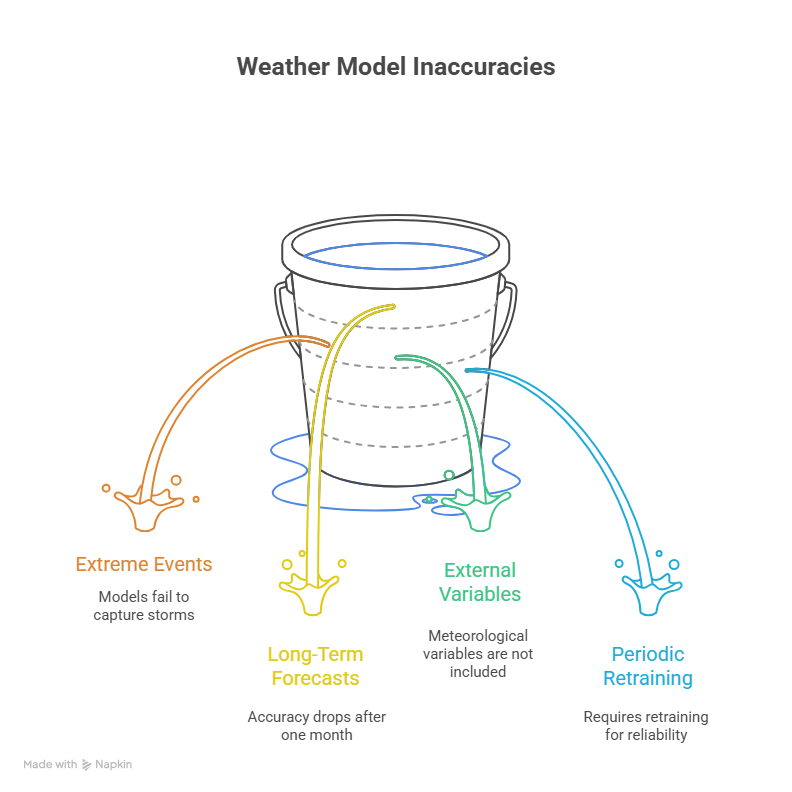 Weather Model Inaccuracies
Extreme Events
Models fail to
capture storms
Long-Term
Forecasts
Accuracy drops after
one month
External
Variables
Meteorological
variables are not
included
Periodic
Retraining
Requires retraining
for reliability
Made with Napkin